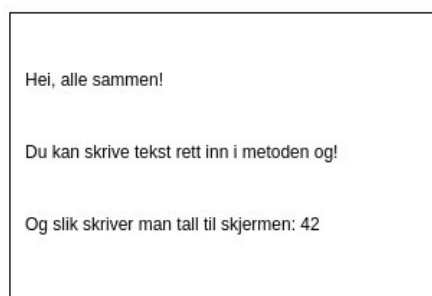 Hei, alle sammen!
Du kan skrive tekst rett inn i metoden og!
Og slik skriver man tall til skjermen: 42